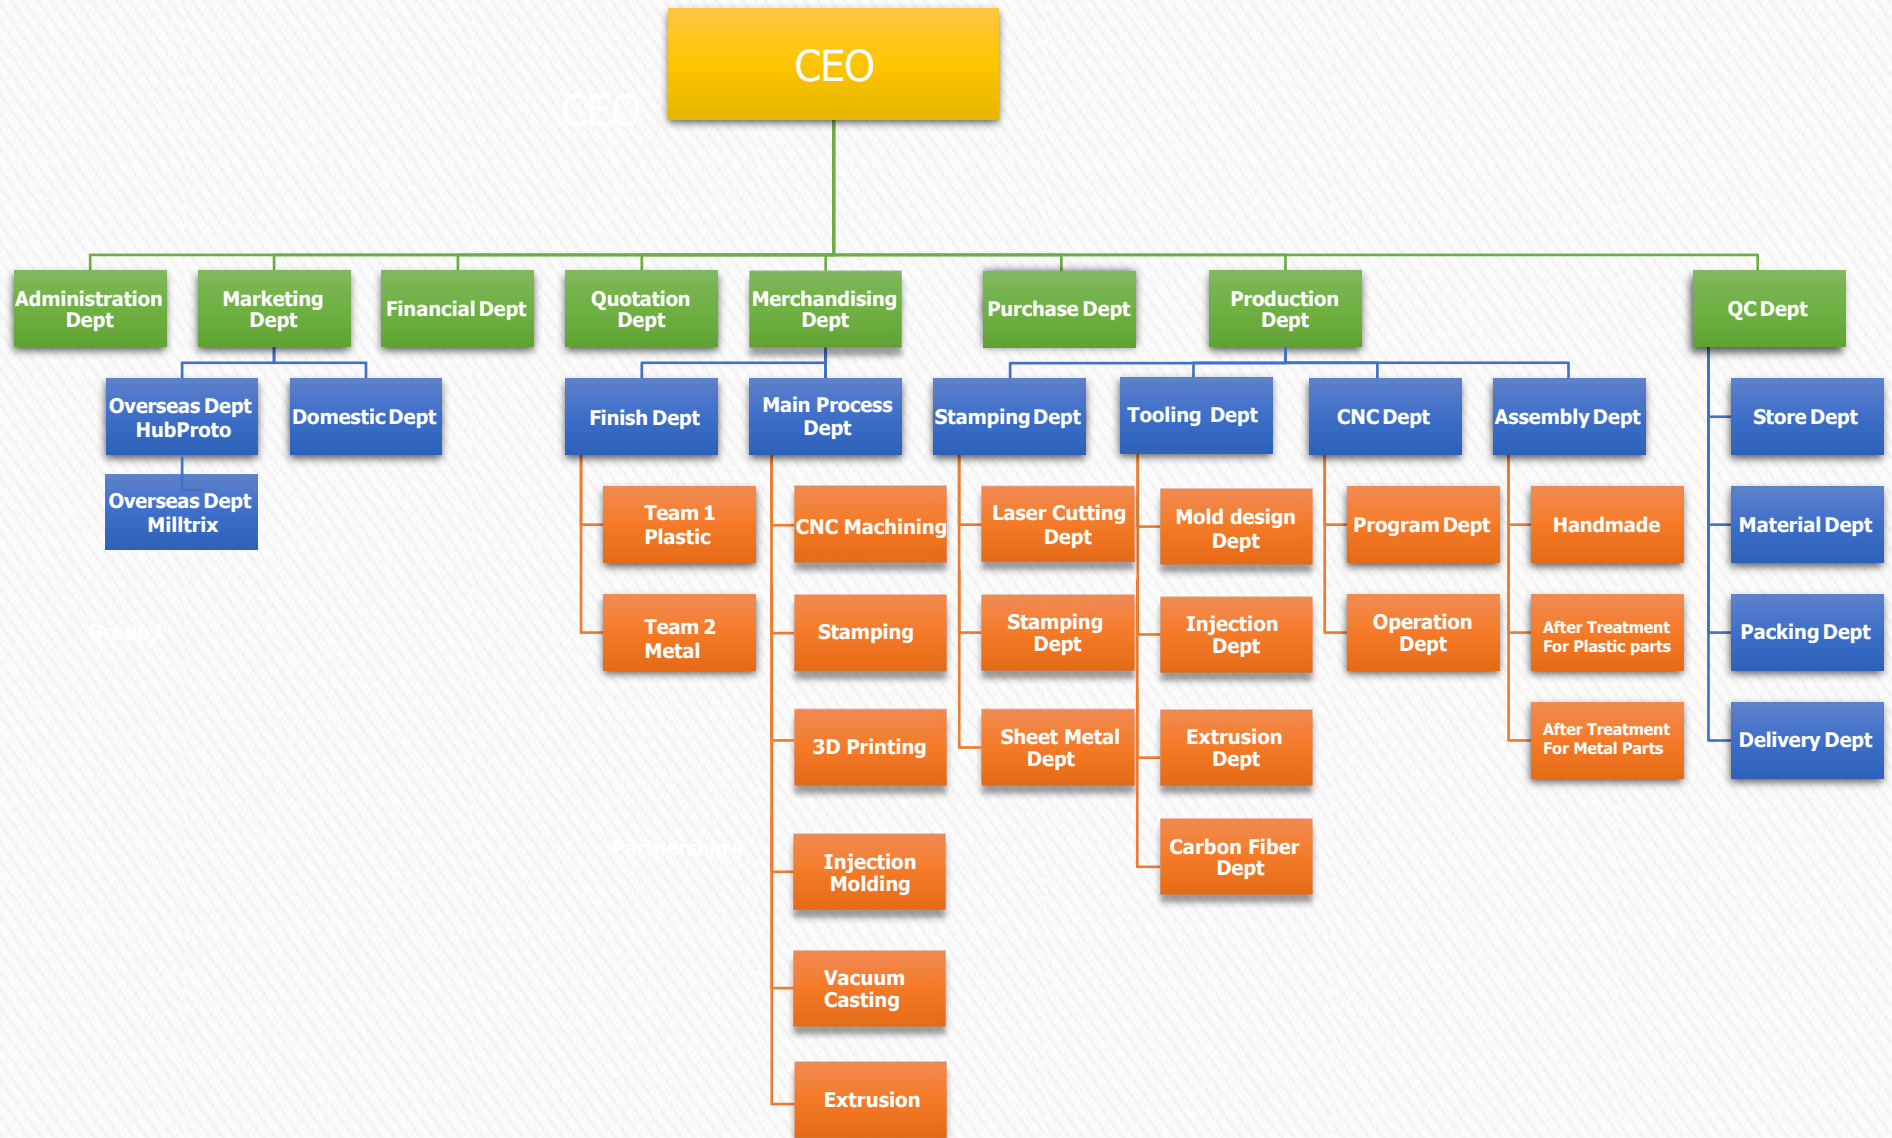 CEO
CEO
Administration
Dept
Marketing
Dept
Financial Dept
Quotation
Dept
Merchandising
Dept
Purchase Dept
Production
Dept
QC Dept
Overseas Dept
HubProto
Domestic Dept
Finish Dept
Main Process
Dept
Stamping Dept
Tooling Dept
CNC Dept
Assembly Dept
Store Dept
Overseas Dept
Milltrix
Team 1
Plastic
CNC Machining
Laser Cutting
Dept
Mold design
Dept
Program Dept
Handmade
Material Dept
Team 2
Metal
Stamping
Stamping
Dept
Injection
Dept
Operation
Dept
After Treatment
For Plastic parts
Packing Dept
3D Printing
Sheet Metal
Dept
Extrusion
Dept
After Treatment
For Metal Parts
Delivery Dept
Partnership
Injection
Molding
Carbon Fiber
Dept
Vacuum
Casting
Extrusion